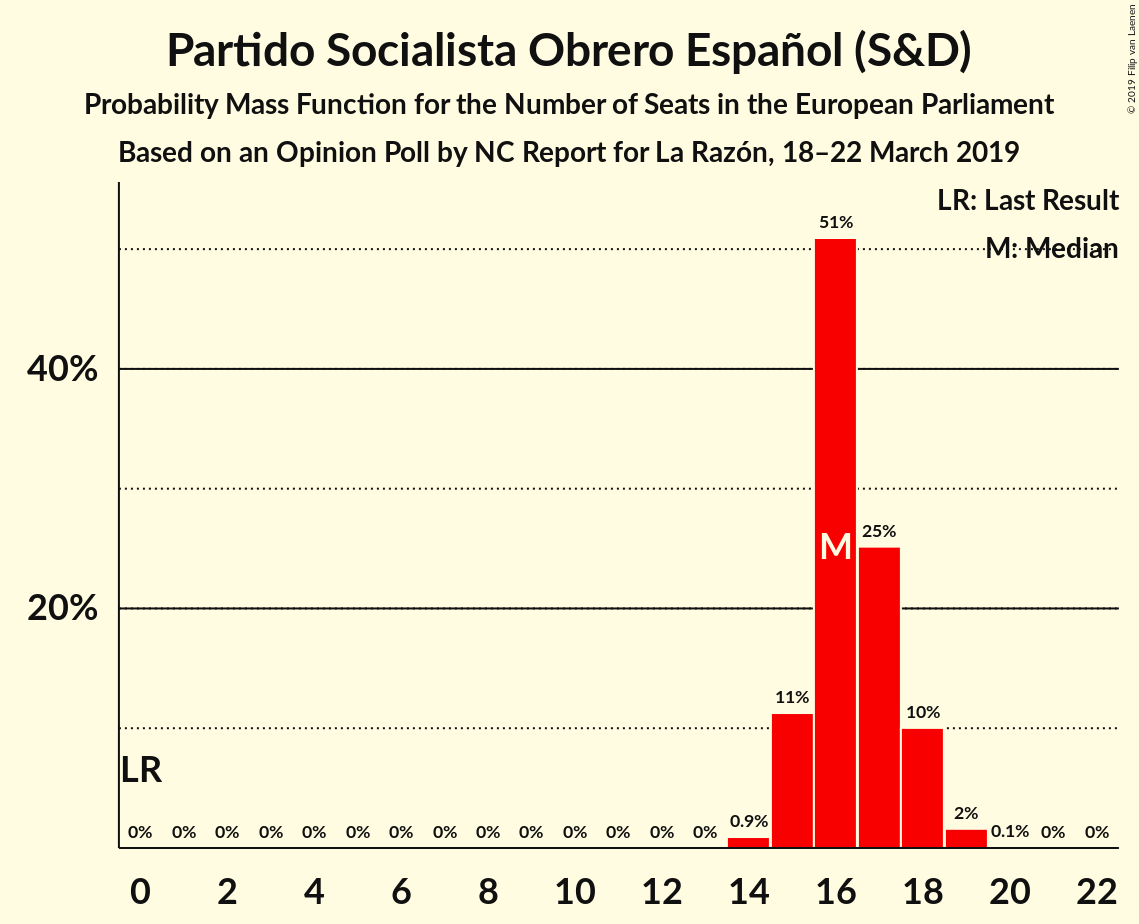 Partido Socialista Obrero Español (S&D)
Probability Mass Function for the Number of Seats in the European Parliament
Based on an Opinion Poll by NC Report for La Razón, 18–22 March 2019
© 2019 Filip van Laenen
LR: Last Result
M: Median
51%
40%
M
25%
20%
11%
10%
LR
0% 0% 0% 0% 0% 0% 0% 0% 0% 0% 0% 0% 0% 0% 0.9% 2% 0.1% 0% 0%
0 2 4 6 8 10 12 14 16 18 20 22